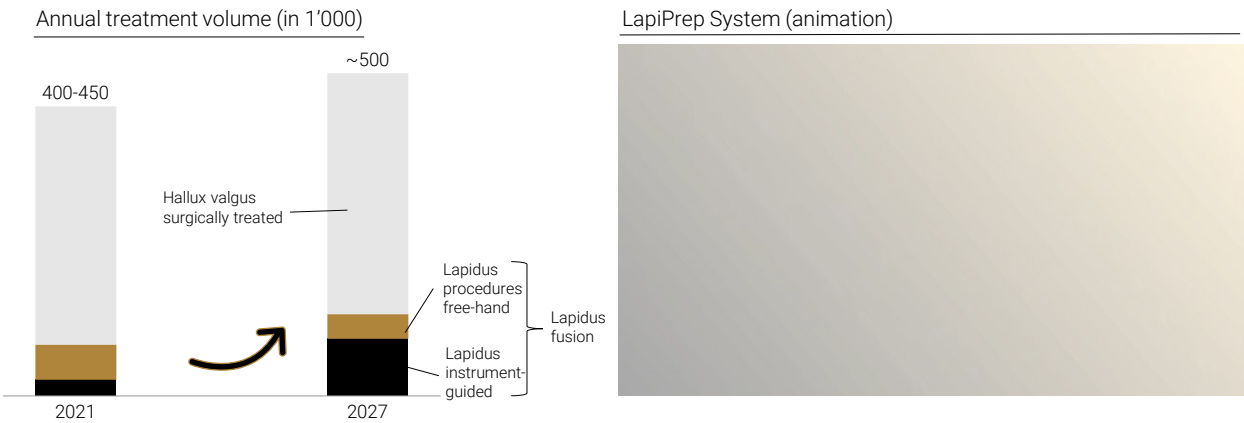 Annual treatment volume (in 1’000)
400-450
~500
Hallux valgus
surgically treated
Lapidus
procedures
free-hand
Lapidus
instrument-
guided
Lapidus
fusion
2021
2027
LapiPrep System (animation)